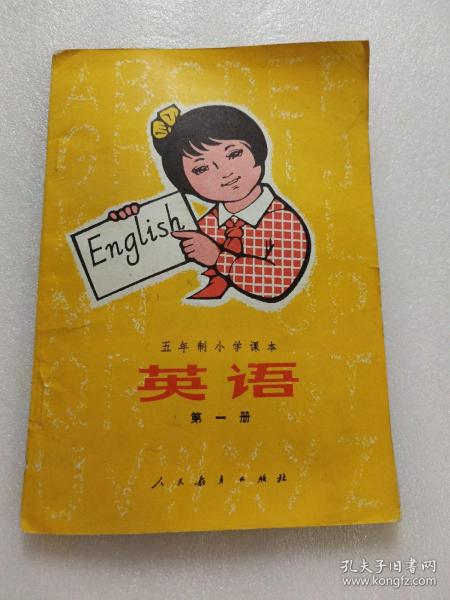 English
五年制小学课本
英语
第一册
人民教育出版社
孔夫子旧书网
www.kongfz.com